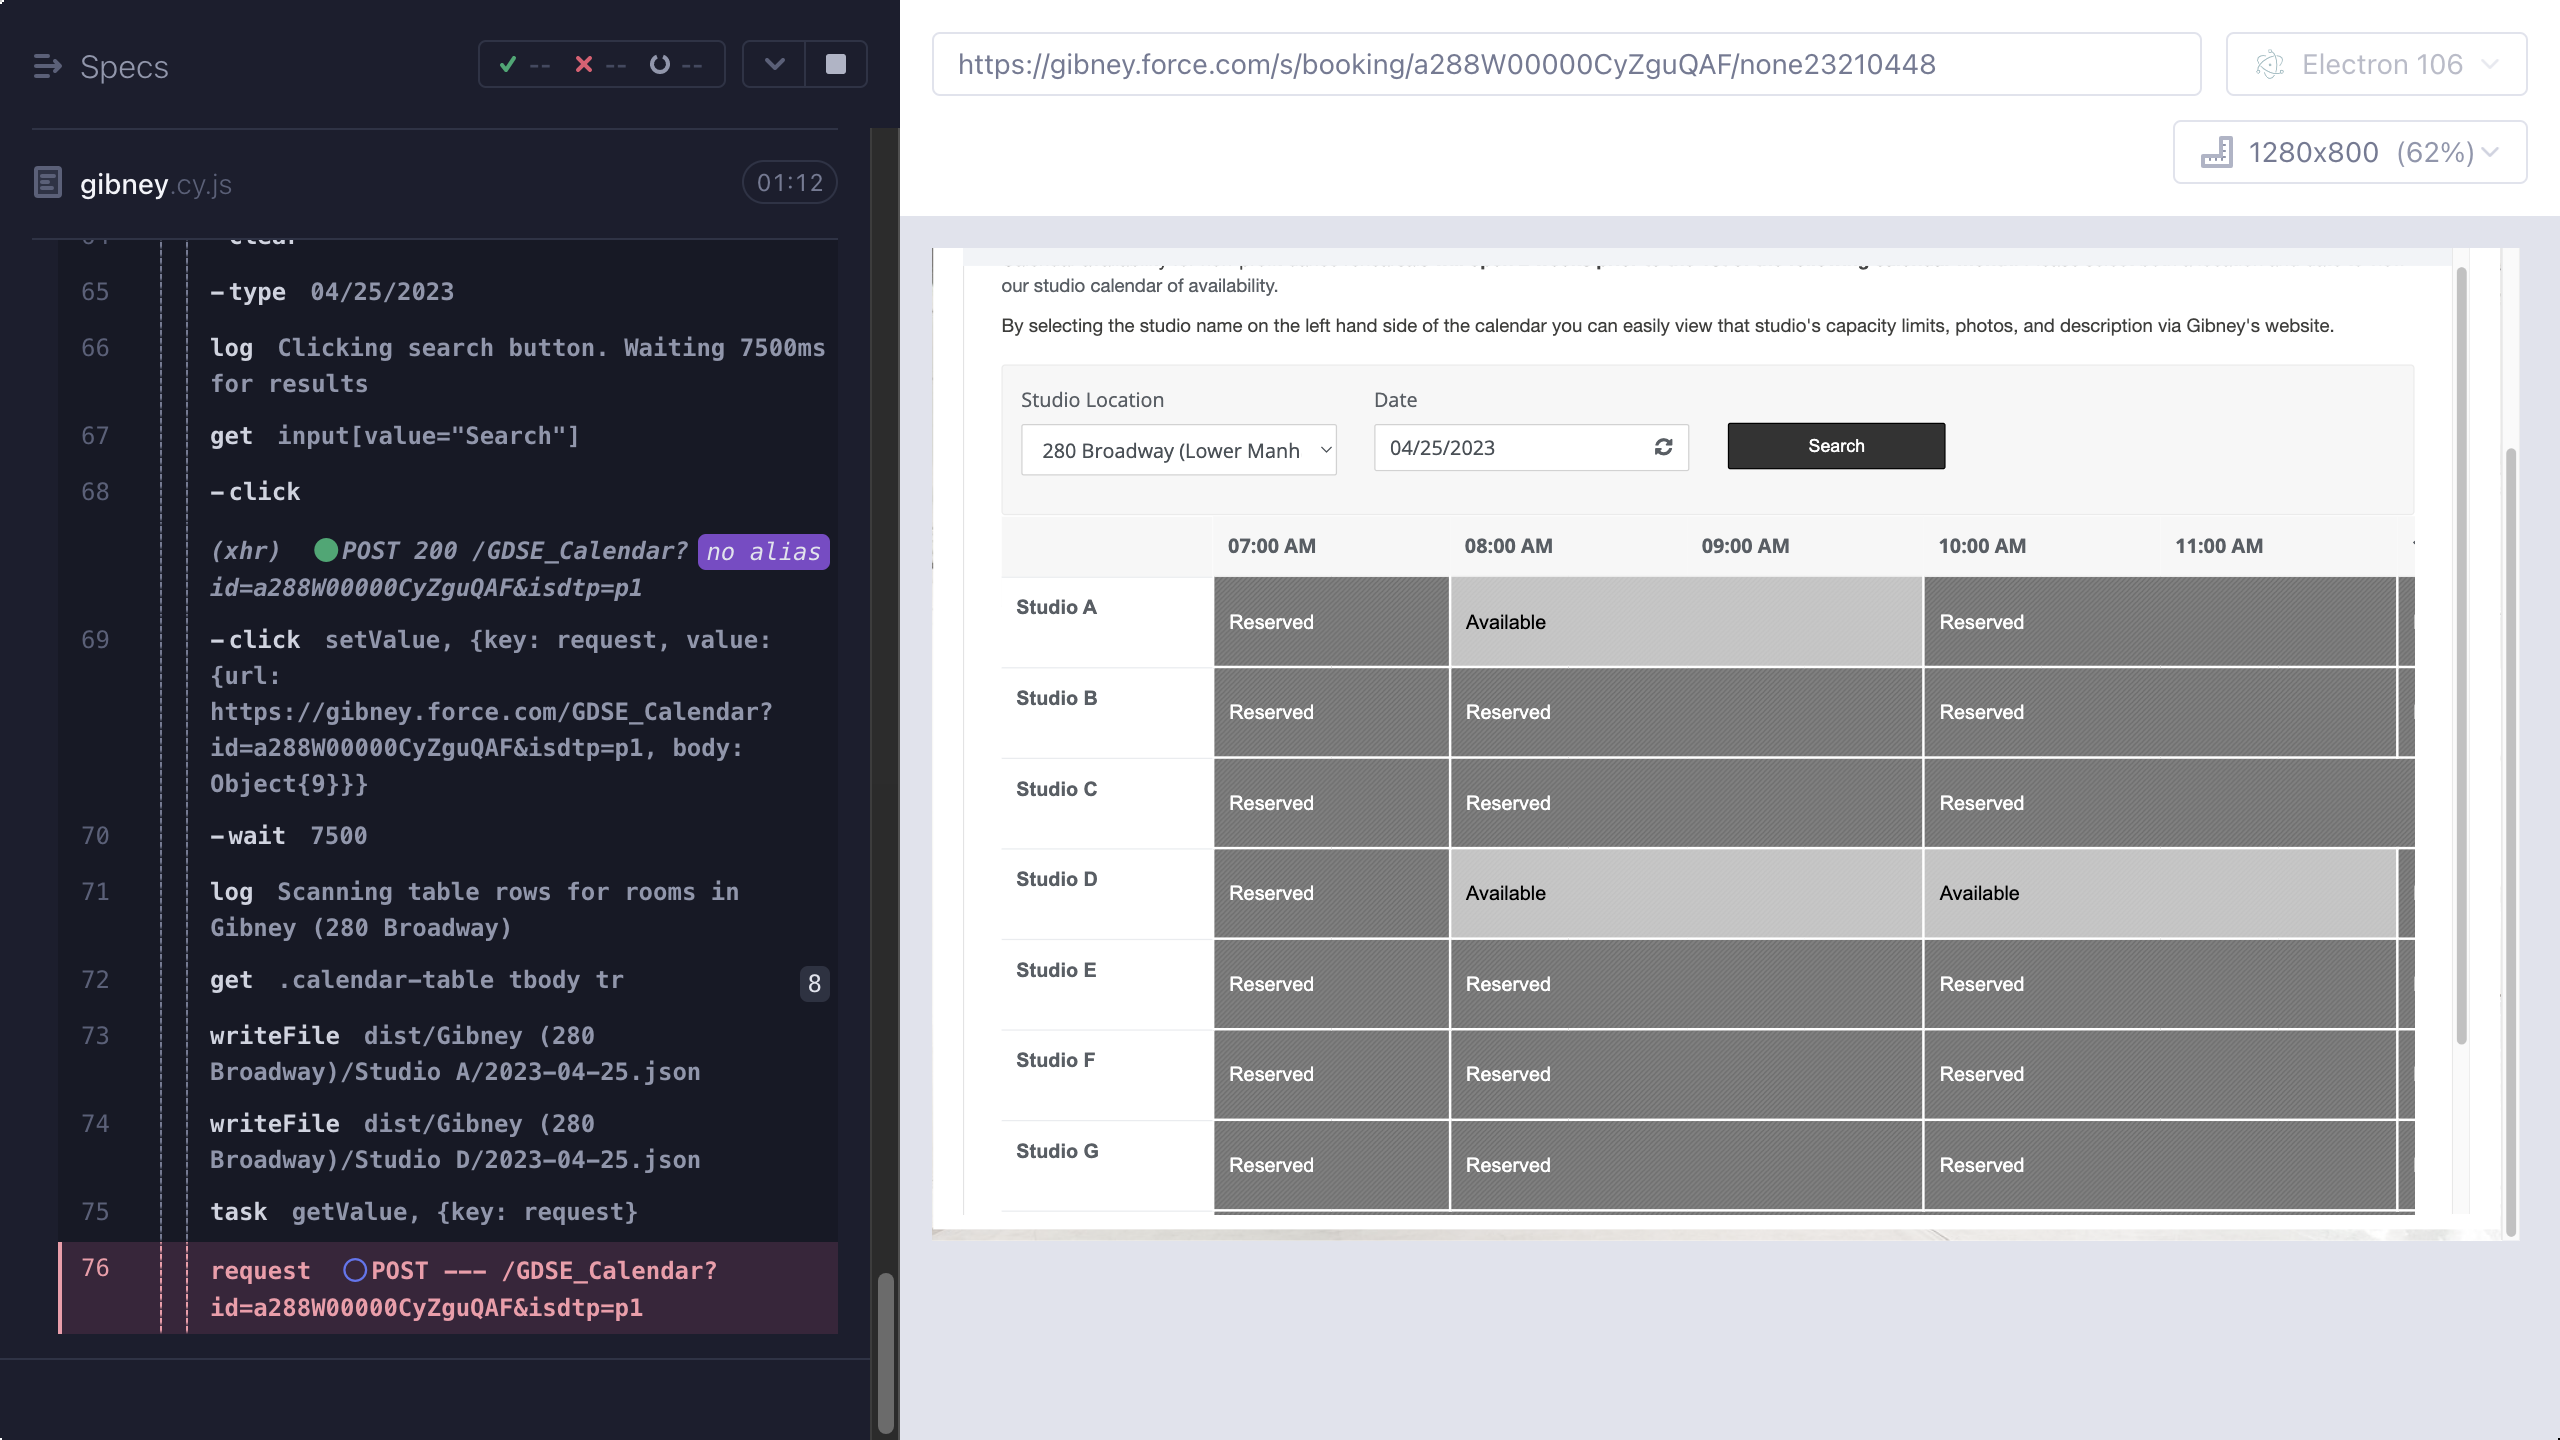 Specs
-- -- --
gibney.cy.js
01:12
65 -type 04/25/2023
66 log Clicking search button. Waiting 7500ms
for results
67 get input[value="Search"]
68 -click
(xhr) POST 200 /GDSE_Calendar? no alias
id=a288W00000CyZguQAF&isdtp=p1
69 -click setValue, {key: request, value:
{url:
https://gibney.force.com/GDSE_Calendar?
id=a288W00000CyZguQAF&isdtp=p1, body:
Object{9}}}
70 -wait 7500
71 log Scanning table rows for rooms in
Gibney (280 Broadway)
72 get .calendar-table tbody tr 8
73 writeFile dist/Gibney (280
Broadway)/Studio A/2023-04-25.json
74 writeFile dist/Gibney (280
Broadway)/Studio D/2023-04-25.json
75 task getValue, {key: request}
76 request POST --- /GDSE_Calendar?
id=a288W00000CyZguQAF&isdtp=p1
https://gibney.force.com/s/booking/a288W00000CyZguQAF/none23210448
Electron 106
1280x800 (62%)
our studio calendar of availability.
By selecting the studio name on the left hand side of the calendar you can easily view that studio's capacity limits, photos, and description via Gibney's website.
Studio Location Date
280 Broadway (Lower Manh 04/25/2023 Search
07:00 AM 08:00 AM 09:00 AM 10:00 AM 11:00 AM
Studio A Reserved Available Reserved
Studio B Reserved Reserved Reserved
Studio C Reserved Reserved Reserved
Studio D Reserved Available Available
Studio E Reserved Reserved Reserved
Studio F Reserved Reserved Reserved
Studio G Reserved Reserved Reserved